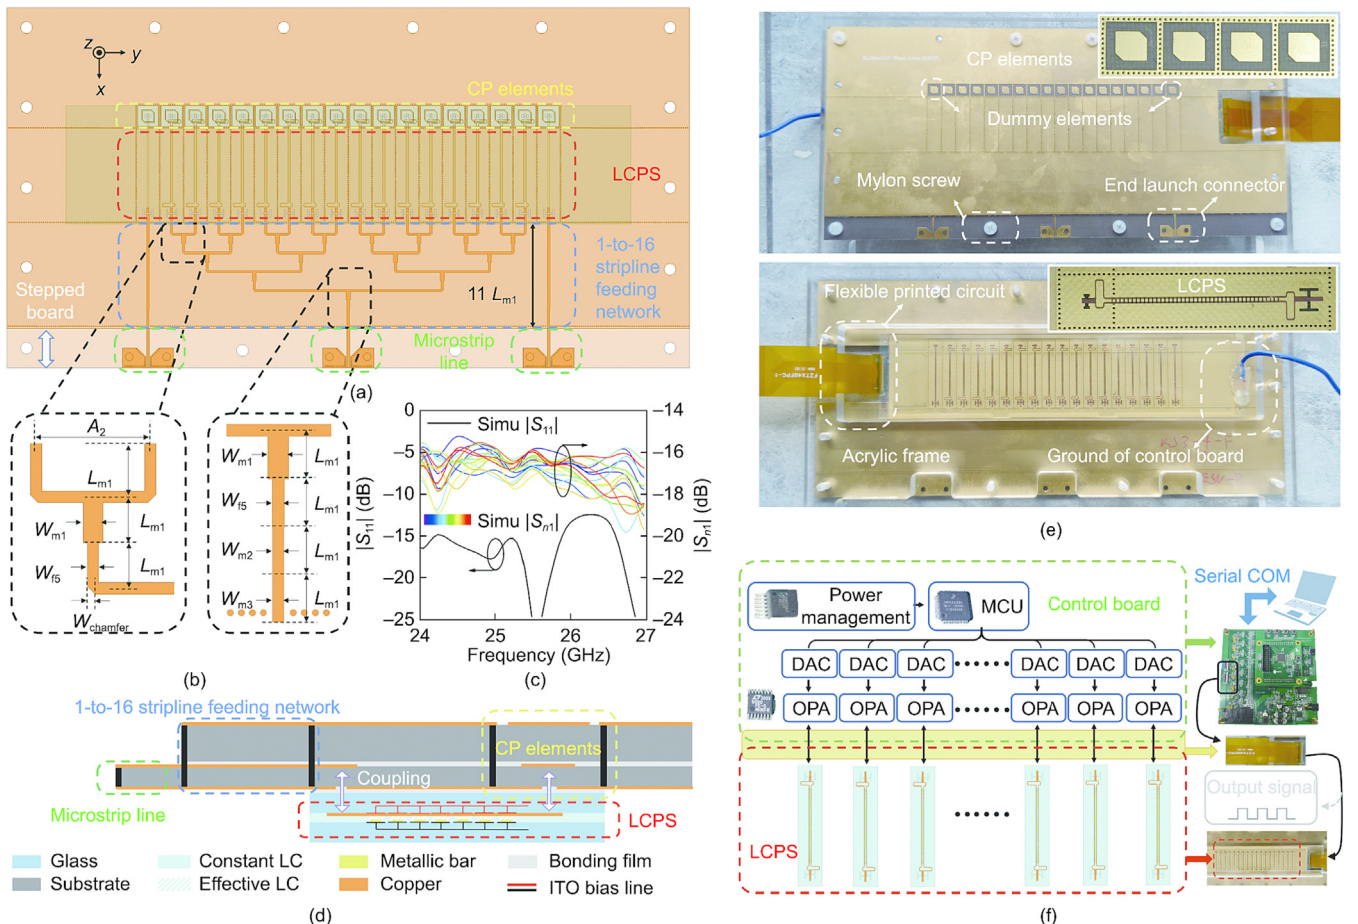 z
y
x
CP elements
LCPS
1-to-16
stripline
feeding
network
11 Lm1
Stepped
board
Microstrip
line
(a)
A2
Lm1
Wm1
Lm1
Wf5
Lm1
Wchamfer
(b)
Wm1
Lm1
Wf5
Lm1
Wm2
Lm1
Wm3
Lm1
0
−5
−10
−15
−20
−25
|S11| (dB)
Simu |S11|
Simu |Sn1|
−14
−16
−18
−20
−22
−24
|Sn1| (dB)
24
25
26
27
Frequency (GHz)
(c)
1-to-16 stripline feeding network
CP elements
Coupling
Microstrip line
LCPS
Glass
Constant LC
Metallic bar
Bonding film
Substrate
Effective LC
Copper
ITO bias line
(d)
CP elements
Dummy elements
Mylon screw
End launch connector
Flexible printed circuit
LCPS
Acrylic frame
Ground of control board
(e)
Power
management
MCU
Control board
Serial COM
DAC DAC DAC DAC DAC DAC
OPA OPA OPA OPA OPA OPA
Output signal
LCPS
(f)